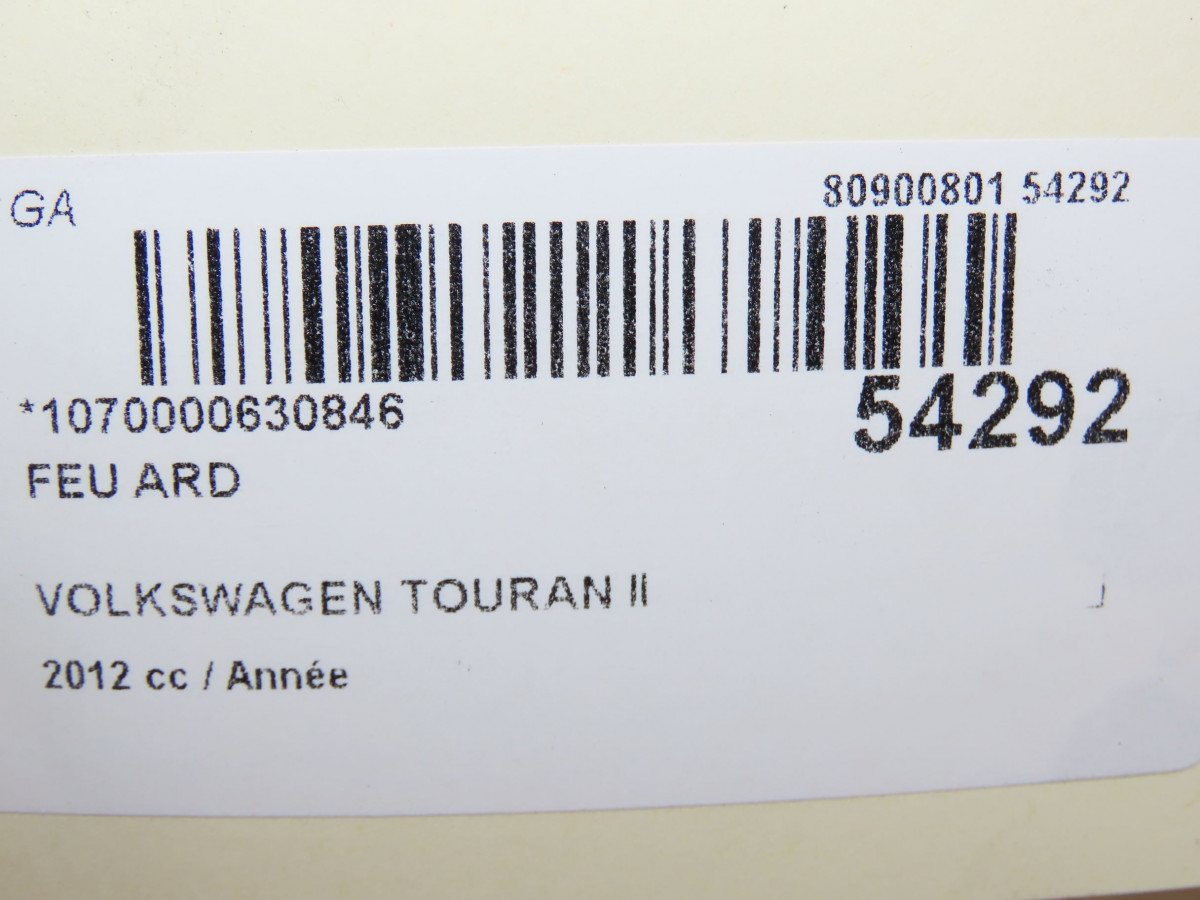 GA
80900801 54292
*1070000630846
54292
FEU ARD
VOLKSWAGEN TOURAN II
2012 cc / Année